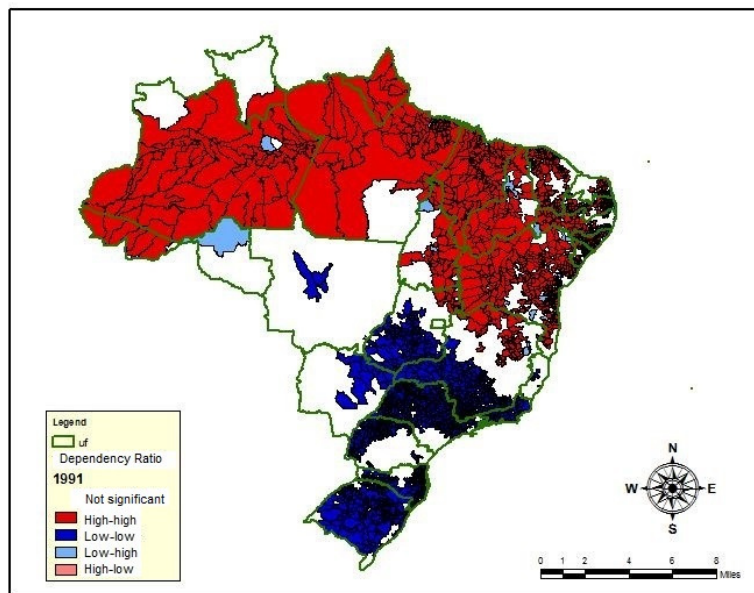 Legend
uf
Dependency Ratio
1991
Not significant
High-high
Low-low
Low-high
High-low
N
W E
S
0 1 2 4 6 8
Miles